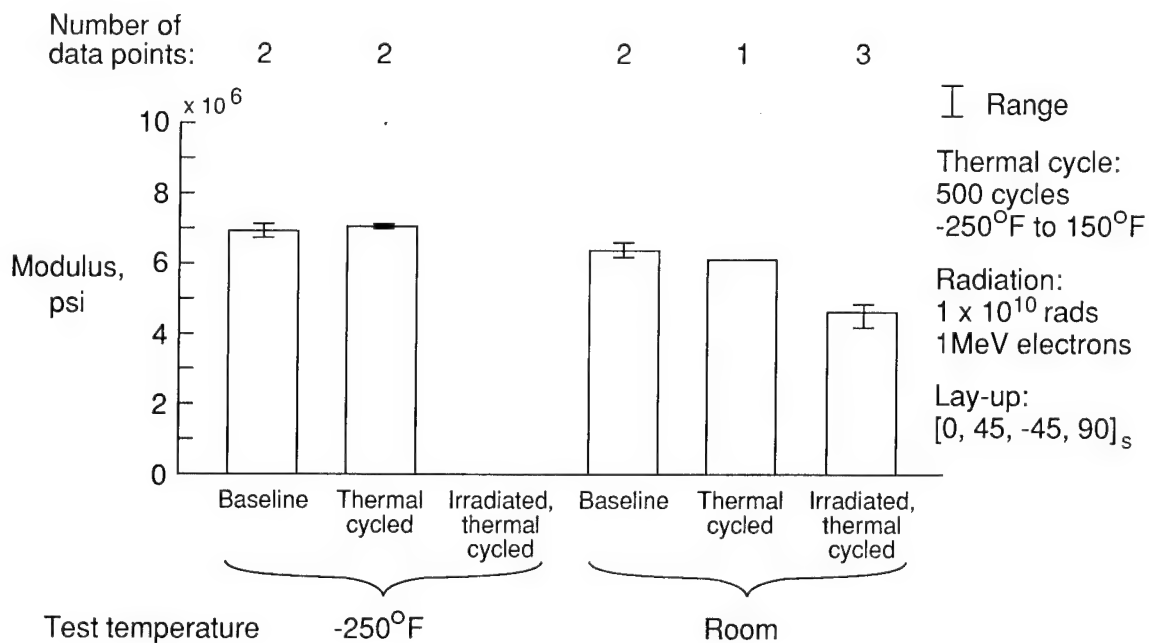 Number of
data points: 2 2 2 1 3
x 10^6
10
8
6
4
2
0
Modulus,
psi
Range
Thermal cycle:
500 cycles
-250°F to 150°F
Radiation:
1 x 10^10 rads
1MeV electrons
Lay-up:
[0, 45, -45, 90]s
Baseline
Thermal
cycled
Irradiated,
thermal
cycled
Baseline
Thermal
cycled
Irradiated,
thermal
cycled
Test temperature -250°F Room